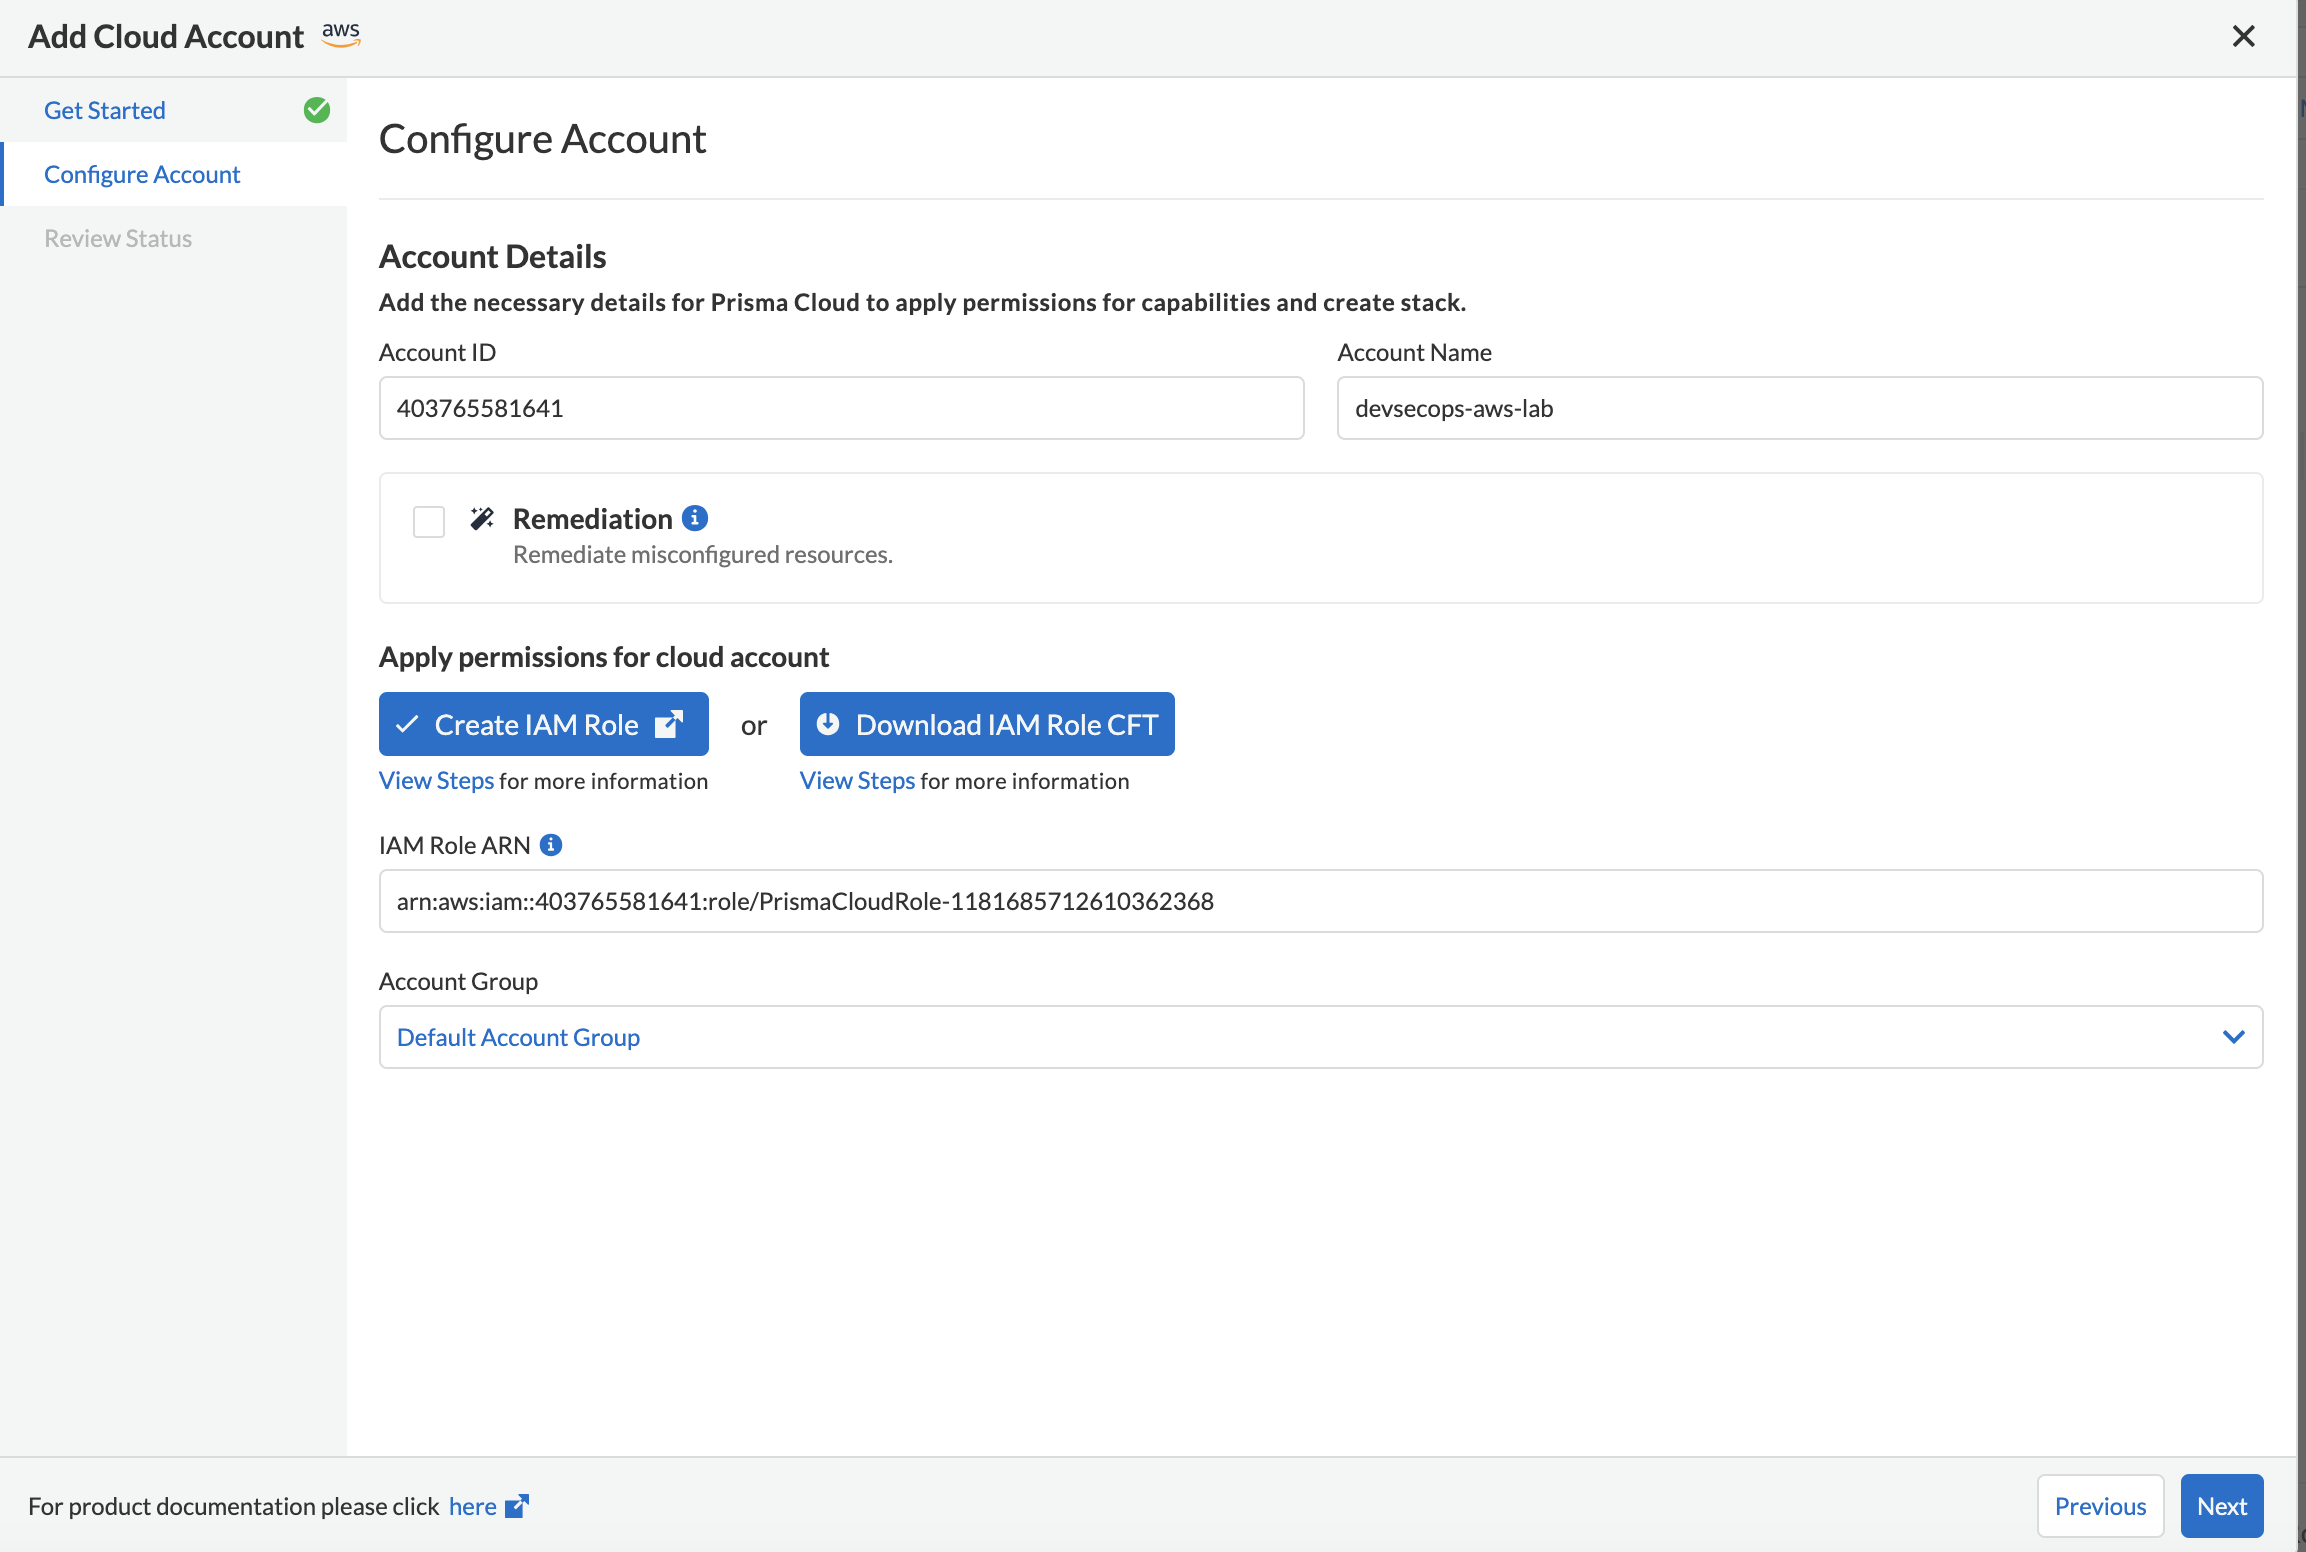 Add Cloud Account aws
Get Started
Configure Account
Review Status
Configure Account
Account Details
Add the necessary details for Prisma Cloud to apply permissions for capabilities and create stack.
Account ID
Account Name
403765581641
devsecops-aws-lab
Remediation
Remediate misconfigured resources.
Apply permissions for cloud account
Create IAM Role
or
Download IAM Role CFT
View Steps for more information
View Steps for more information
IAM Role ARN
arn:aws:iam::403765581641:role/PrismaCloudRole-1181685712610362368
Account Group
Default Account Group
For product documentation please click here
Previous
Next